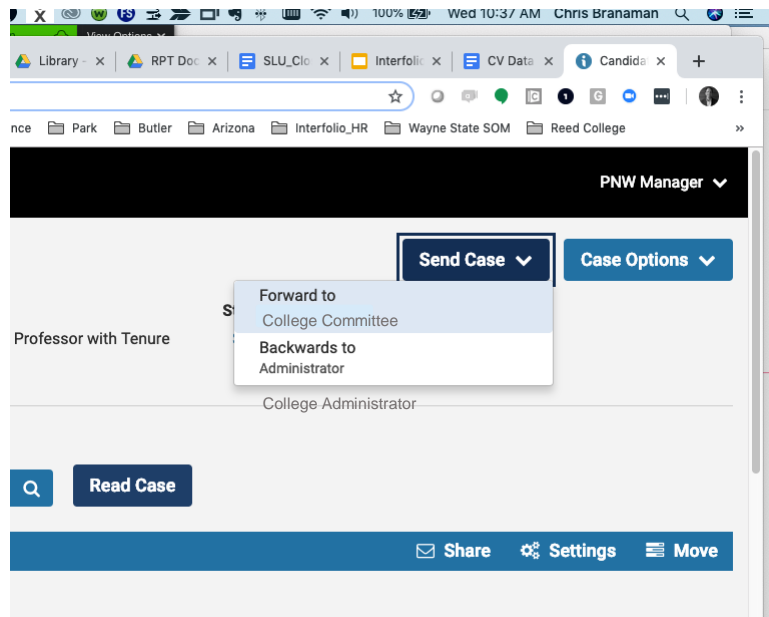 100% Wed 10:37 AM Chris Branaman
View Options
Library - RPT Doc SLU_Clo Interfolio CV Data Candida
nce Park Butler Arizona Interfolio_HR Wayne State SOM Reed College »
PNW Manager
Send Case Case Options
Forward to
College Committee
Professor with Tenure
Backwards to
Administrator
College Administrator
Read Case
Share Settings Move